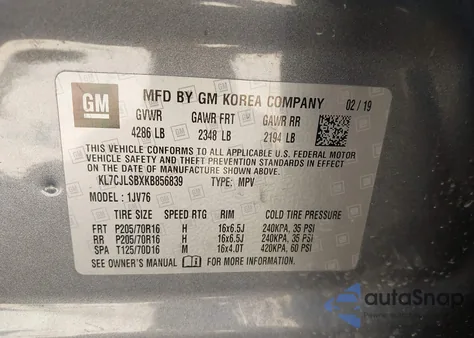 GM
MFD BY GM KOREA COMPANY 02/19
GVWR GAWR FRT GAWR RR
4286 LB 2348 LB 2194 LB
THIS VEHICLE CONFORMS TO ALL APPLICABLE U.S. FEDERAL MOTOR
VEHICLE SAFETY, BUMPER, AND THEFT PREVENTION STANDARDS IN
EFFECT ON THE DATE OF MANUFACTURE SHOWN ABOVE.
KL7CJLSBXKB856839 TYPE: MPV
MODEL: 1JV76
TIRE SIZE SPEED RTG RIM COLD TIRE PRESSURE
FRT P205/70R16 H 16x6.5J 240KPA, 35 PSI
RR P205/70R16 H 16x6.5J 240KPA, 35 PSI
SPA T125/70D16 M 16x4.0T 420KPA, 60 PSI
SEE OWNER'S MANUAL FOR MORE INFORMATION
autaSnap